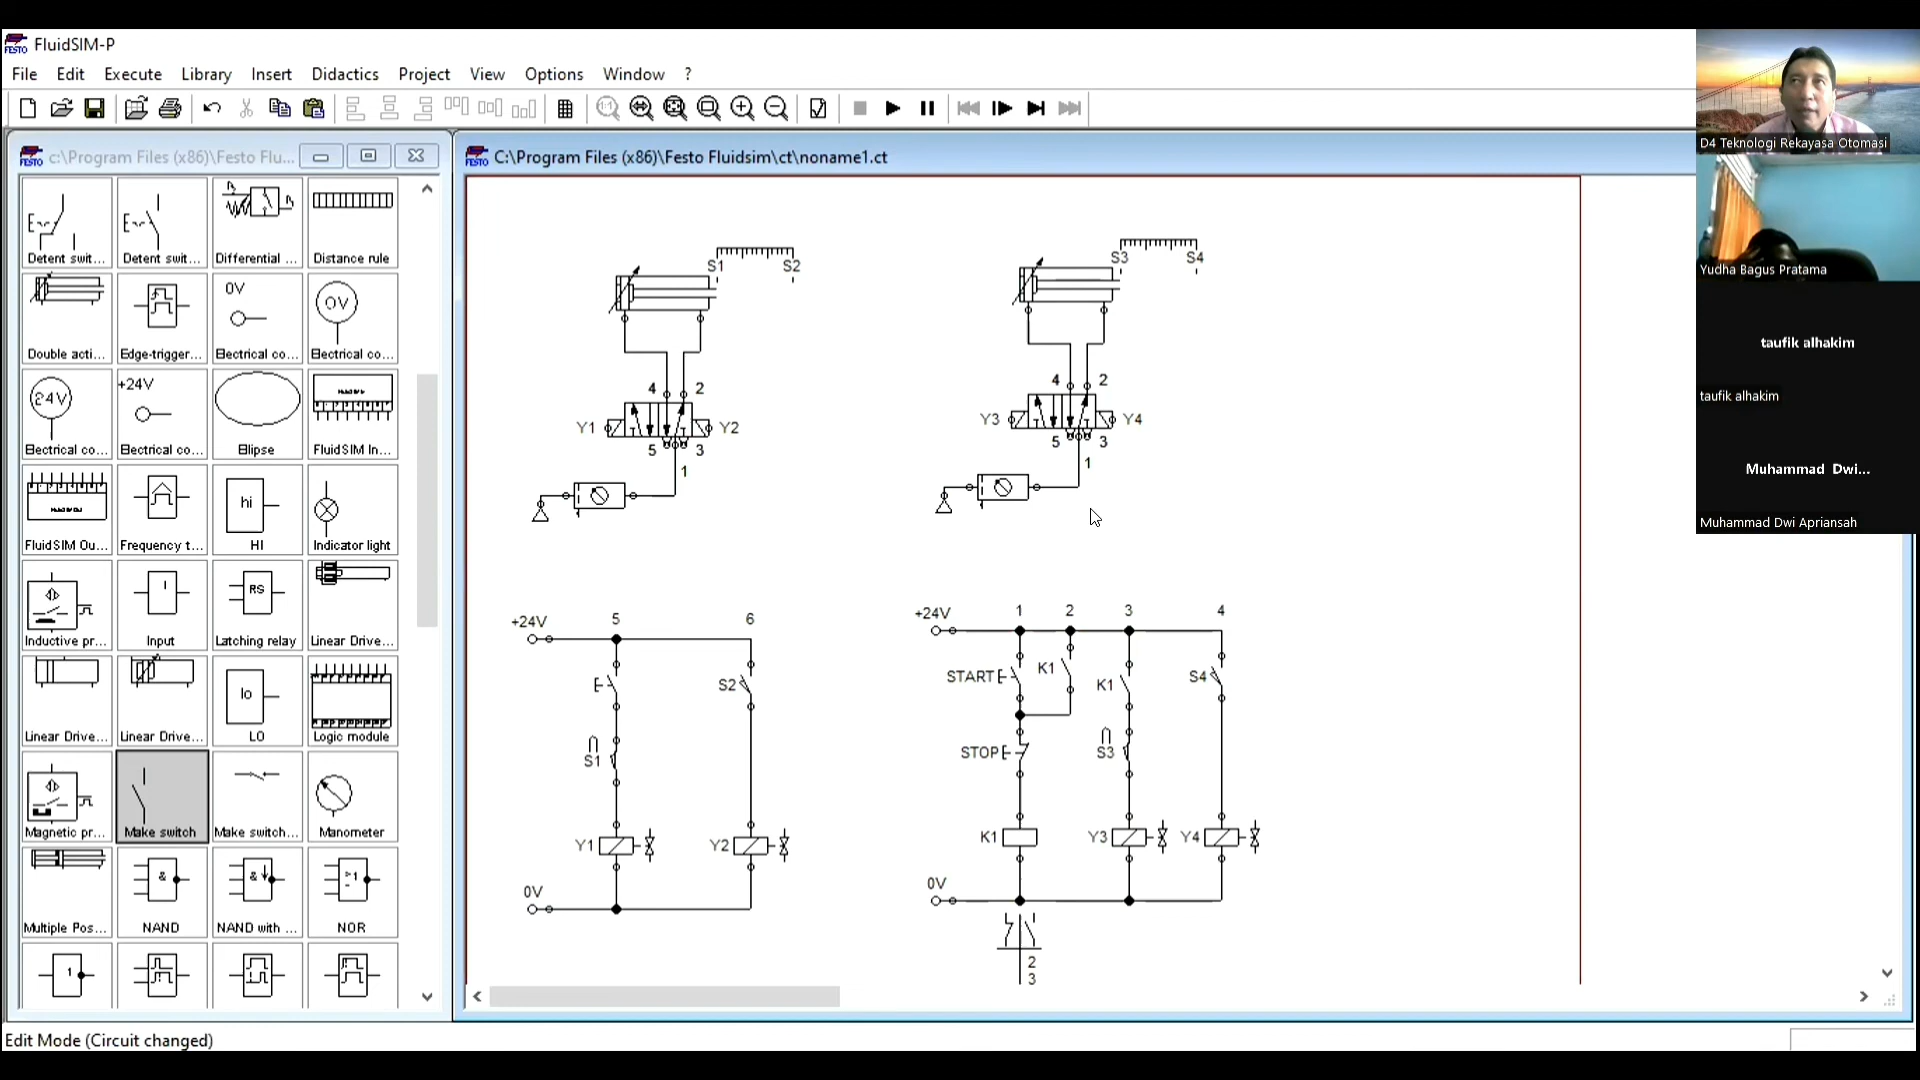 FluidSIM-P
File Edit Execute Library Insert Didactics Project View Options Window ?
c:\Program Files (x86)\Festo Flu...
C:\Program Files (x86)\Festo Fluidsim\ct\noname1.ct
Detent swit... Detent swit... Differential ... Distance rule
0V
0V
Double acti... Edge-trigger... Electrical co... Electrical co...
24V
+24V
Electrical co... Electrical co... Ellipse FluidSIM In...
hi
FluidSIM Ou... Frequency t... HI Indicator light
I
RS
Inductive pr... Input Latching relay Linear Drive...
lo
Linear Drive... Linear Drive... LO Logic module
Magnetic pr... Make switch Make switch... Manometer
&
&
>1
Multiple Pos... NAND NAND with ... NOR
1
S1 S2
4 2
Y1 Y2
5 3
1
S3 S4
4 2
Y3 Y4
5 3
1
+24V 5 6
S2
S1
Y1 Y2
0V
+24V 1 2 3 4
START K1 K1 S4
STOP S3
K1 Y3 Y4
0V
2
3
D4 Teknologi Rekayasa Otomasi
Yudha Bagus Pratama
taufik alhakim
taufik alhakim
Muhammad Dwi...
Muhammad Dwi Apriansah
Edit Mode (Circuit changed)